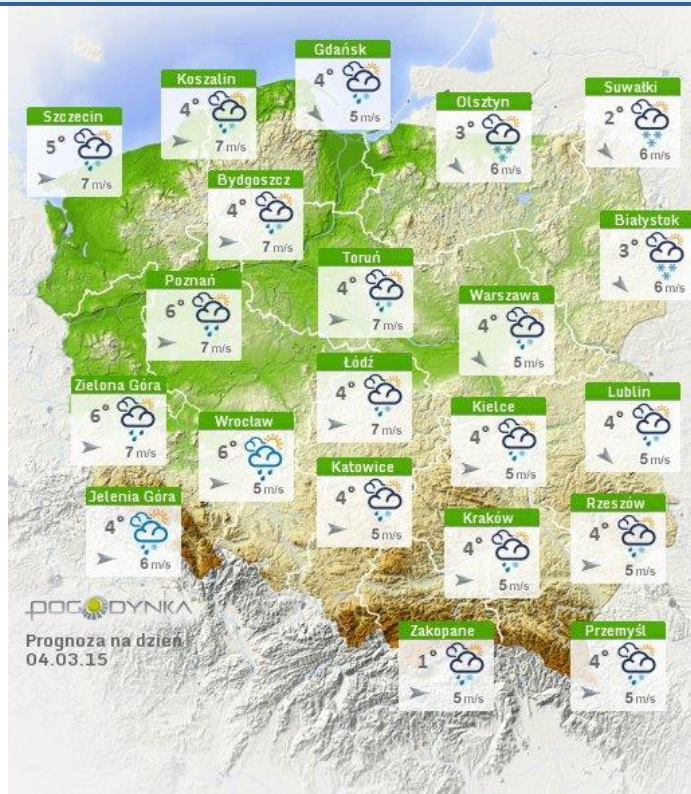 Gdańsk
4°
5 m/s
Koszalin
4°
7 m/s
Suwałki
2°
6 m/s
Olsztyn
3°
6 m/s
Szczecin
5°
7 m/s
Bydgoszcz
4°
7 m/s
Białystok
3°
6 m/s
Toruń
4°
7 m/s
Poznań
6°
7 m/s
Warszawa
4°
5 m/s
Łódź
4°
7 m/s
Zielona Góra
6°
7 m/s
Lublin
4°
5 m/s
Kielce
4°
5 m/s
Wrocław
6°
5 m/s
Katowice
4°
5 m/s
Jelenia Góra
4°
6 m/s
Rzeszów
4°
5 m/s
Kraków
4°
5 m/s
POGODYNKA
Prognoza na dzień
04.03.15
Zakopane
1°
5 m/s
Przemyśl
4°
5 m/s